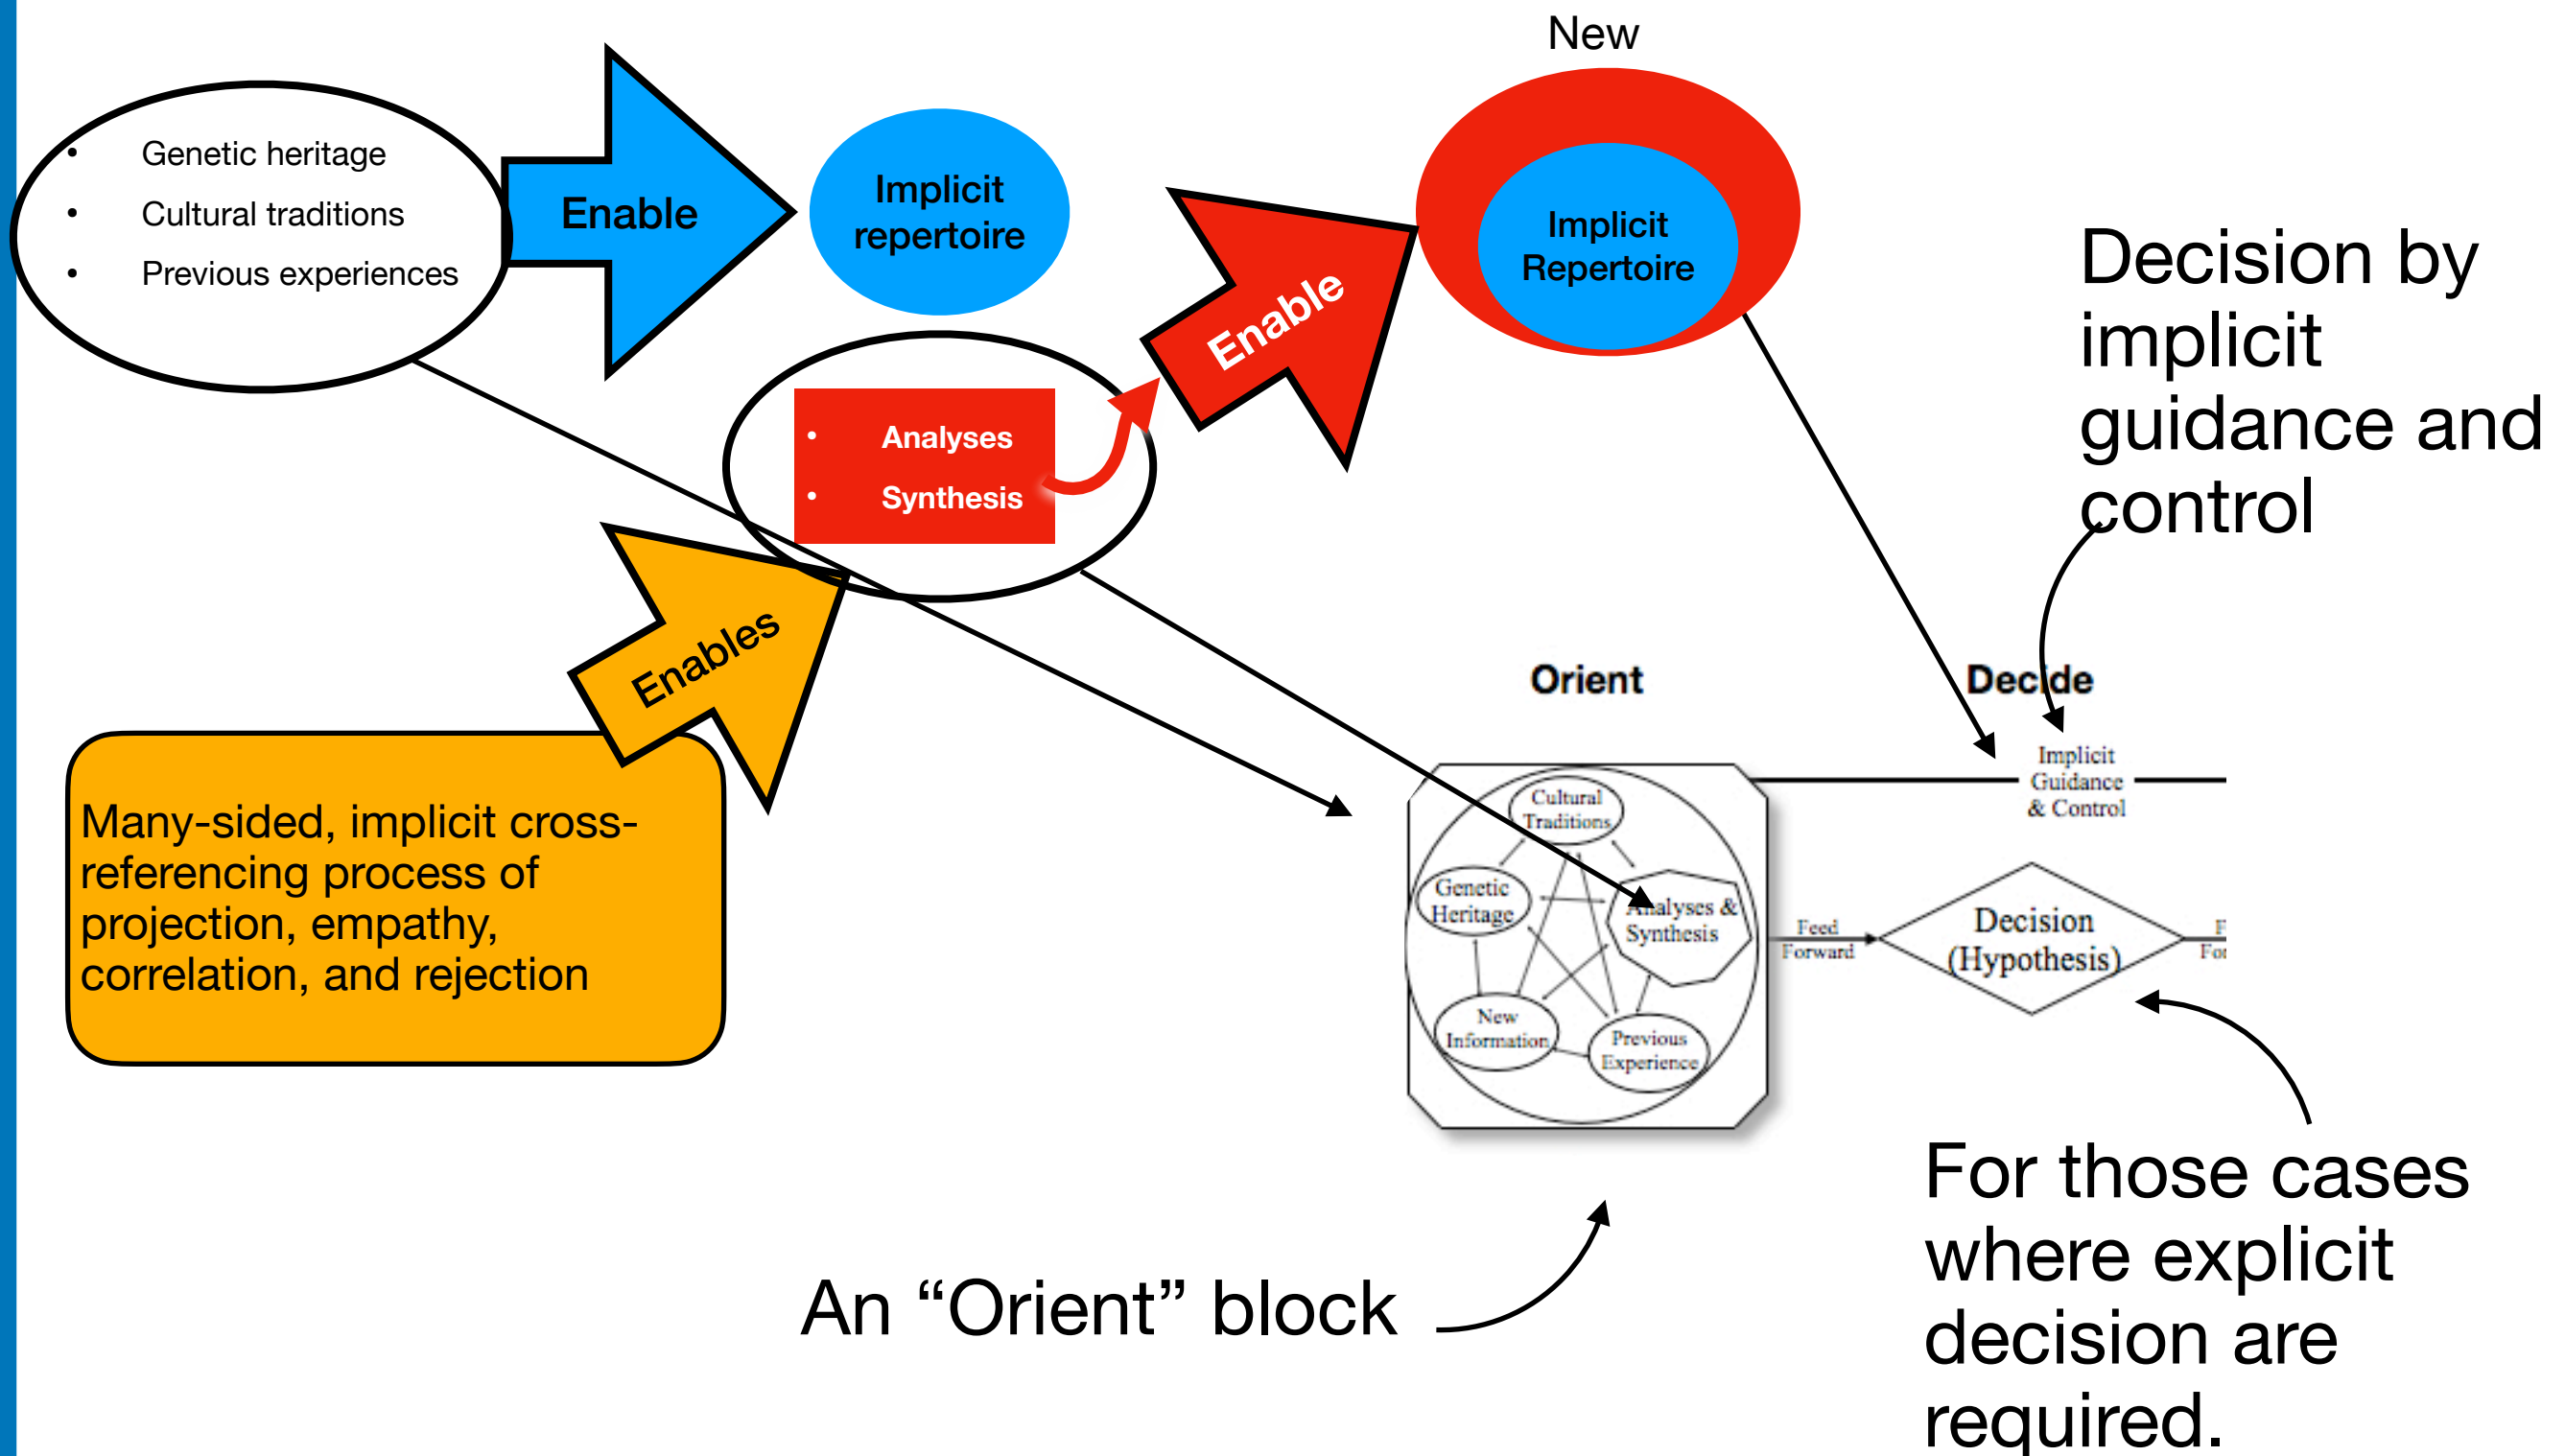 New
• Genetic heritage
• Cultural traditions
• Previous experiences
Enable
Implicit
repertoire
Enable
Implicit
Repertoire
• Analyses
• Synthesis
Enables
Many-sided, implicit cross-
referencing process of
projection, empathy,
correlation, and rejection
Decision by
implicit
guidance and
control
Orient
Decide
Implicit
Guidance
& Control
Cultural
Traditions
Genetic
Heritage
Analyses &
Synthesis
New
Information
Previous
Experience
Feed
Forward
Decision
(Hypothesis)
F
For
An “Orient” block
For those cases
where explicit
decision are
required.